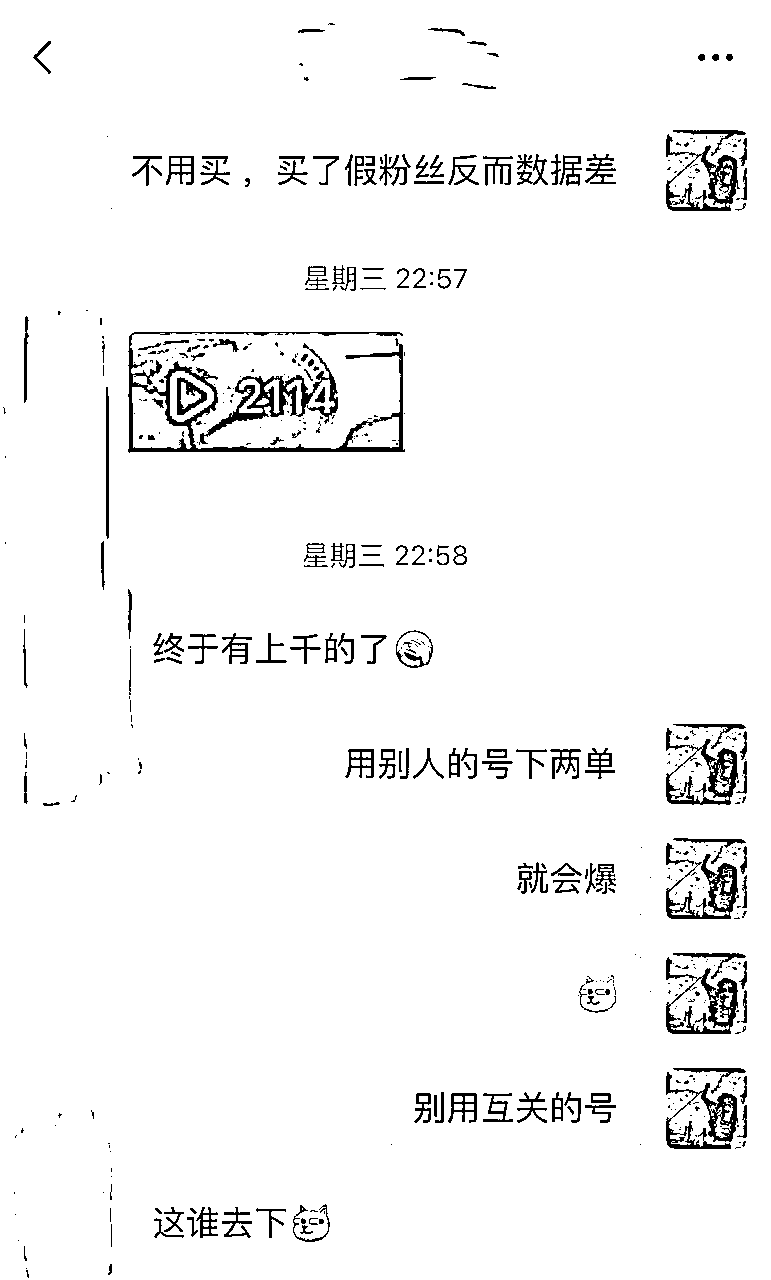 不用买，买了假粉丝反而数据差
星期三 22:57
2114
星期三 22:58
终于有上千的了
用别人的号下两单
就会爆
别用互关的号
这谁去下